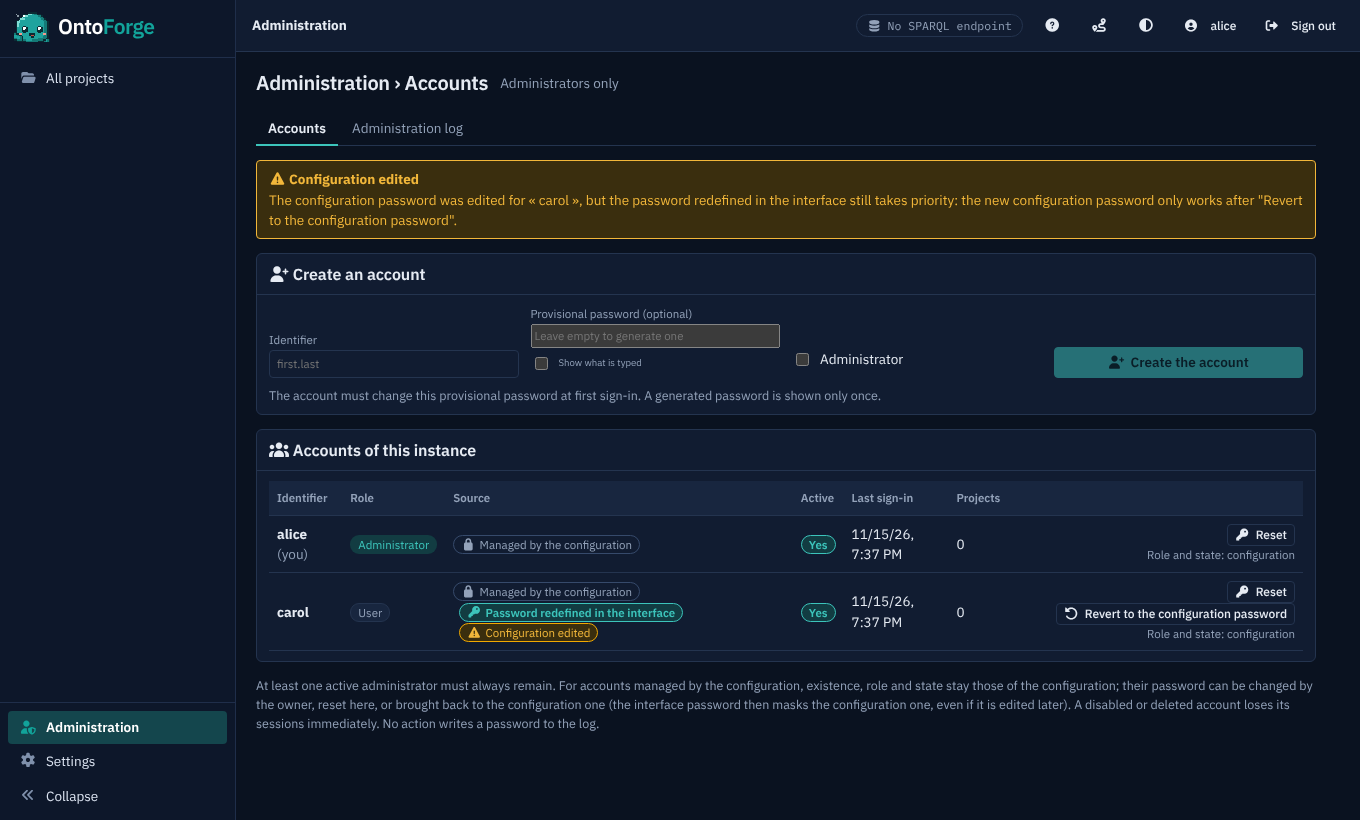 OntoForge
Administration
No SPARQL endpoint
alice
Sign out
All projects
Administration › Accounts
Administrators only
Accounts
Administration log
Configuration edited
The configuration password was edited for « carol », but the password redefined in the interface still takes priority: the new configuration password only works after "Revert
to the configuration password".
Create an account
Identifier
first.last
Provisional password (optional)
Leave empty to generate one
Show what is typed
Administrator
Create the account
The account must change this provisional password at first sign-in. A generated password is shown only once.
Accounts of this instance
Identifier Role Source Active Last sign-in Projects
alice
(you)
Administrator
Managed by the configuration
Yes
11/15/26,
7:37 PM
0
Reset
Role and state: configuration
carol
User
Managed by the configuration
Password redefined in the interface
Configuration edited
Yes
11/15/26,
7:37 PM
0
Reset
Revert to the configuration password
Role and state: configuration
At least one active administrator must always remain. For accounts managed by the configuration, existence, role and state stay those of the configuration; their password can be changed by
the owner, reset here, or brought back to the configuration one (the interface password then masks the configuration one, even if it is edited later). A disabled or deleted account loses its
sessions immediately. No action writes a password to the log.
Administration
Settings
Collapse